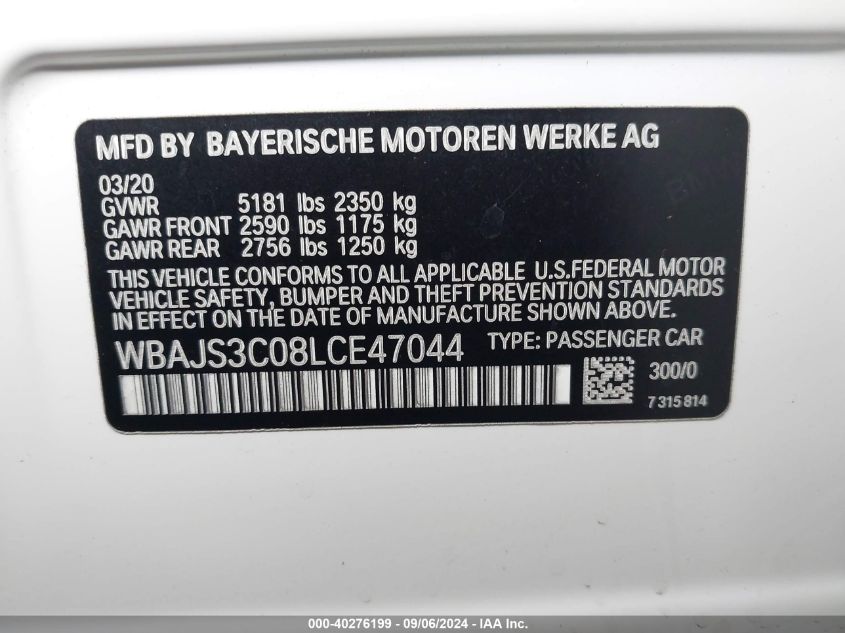 MFD BY BAYERISCHE MOTOREN WERKE AG
03/20
GVWR 5181 lbs 2350 kg
GAWR FRONT 2590 lbs 1175 kg
GAWR REAR 2756 lbs 1250 kg
THIS VEHICLE CONFORMS TO ALL APPLICABLE U.S.FEDERAL MOTOR
VEHICLE SAFETY, BUMPER AND THEFT PREVENTION STANDARDS
IN EFFECT ON THE DATE OF MANUFACTURE SHOWN ABOVE.
WBAJS3C08LCE47044 TYPE: PASSENGER CAR
300/0
7 315 814
000-40276199 - 09/06/2024 - IAA Inc.